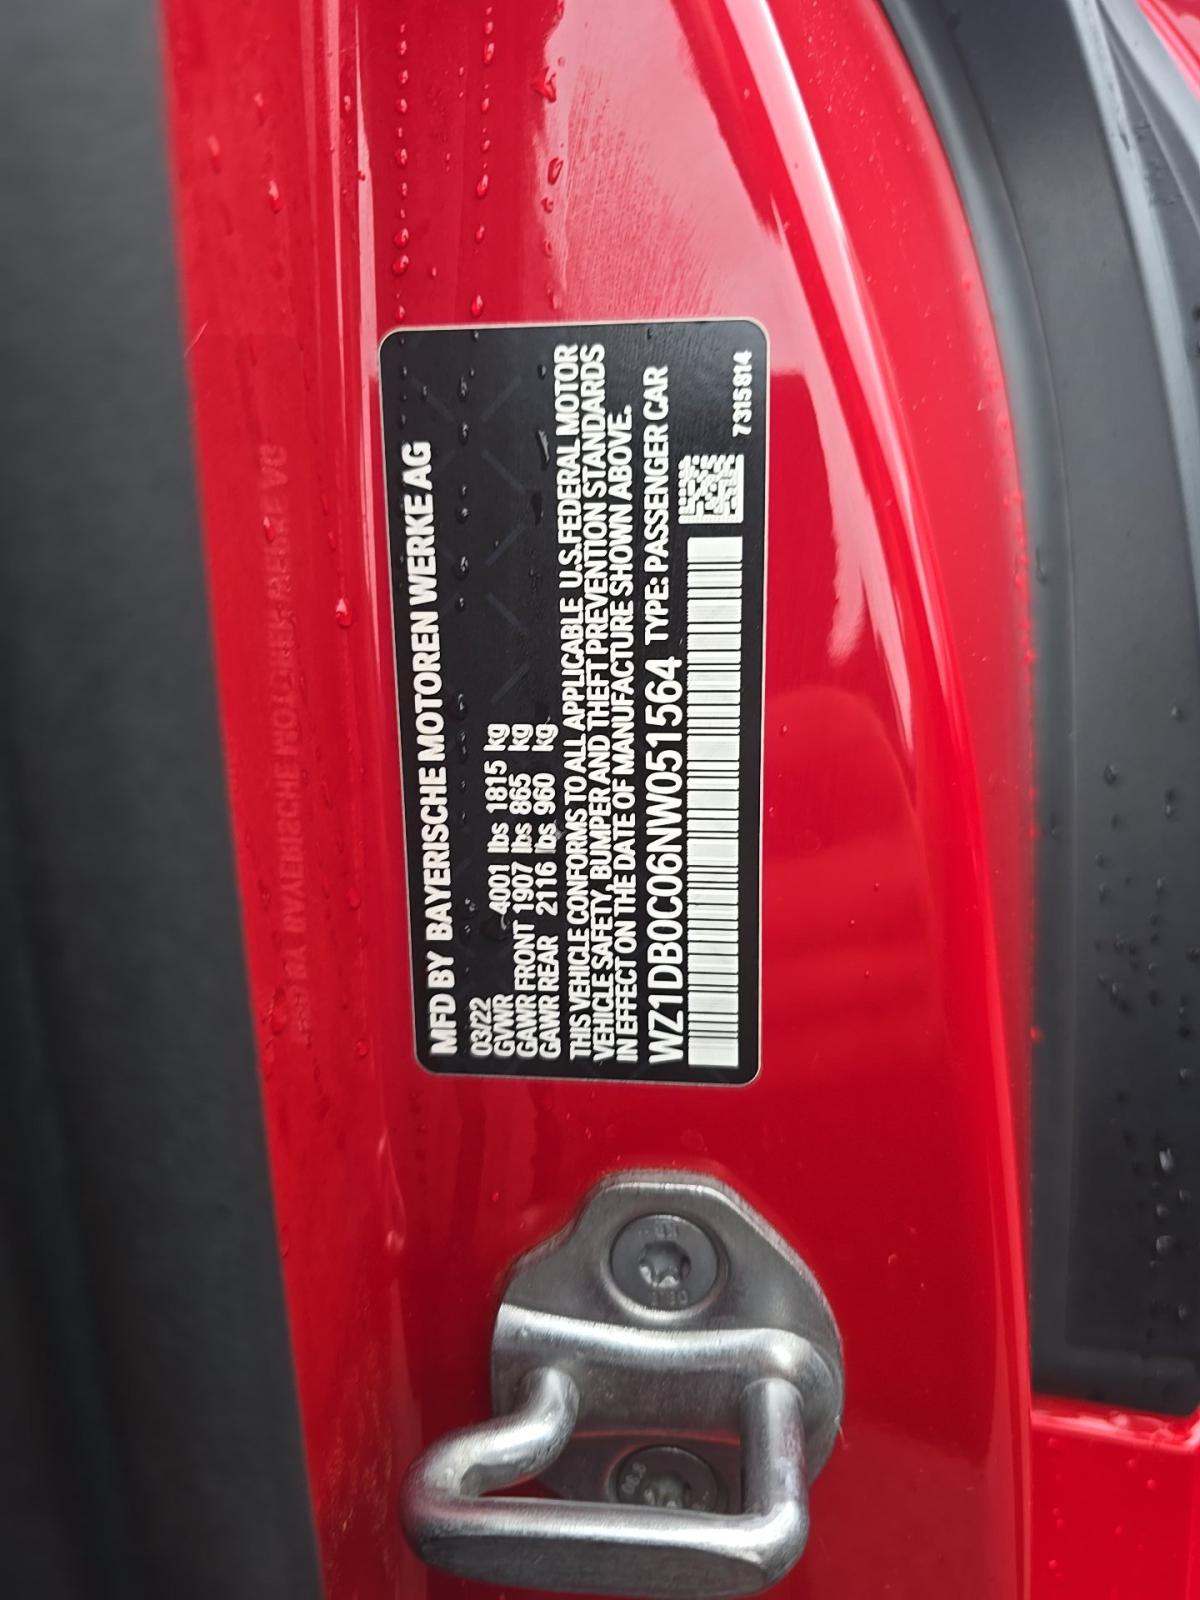 MFD BY BAYERISCHE MOTOREN WERKE AG
03/22
GVWR 4001 lbs 1815 kg
GAWR FRONT 1907 lbs 865 kg
GAWR REAR 2116 lbs 960 kg
THIS VEHICLE CONFORMS TO ALL APPLICABLE U.S.FEDERAL MOTOR
VEHICLE SAFETY, BUMPER AND THEFT PREVENTION STANDARDS
IN EFFECT ON THE DATE OF MANUFACTURE SHOWN ABOVE.
WZ1DB0C06NW051564 TYPE: PASSENGER CAR
7315814